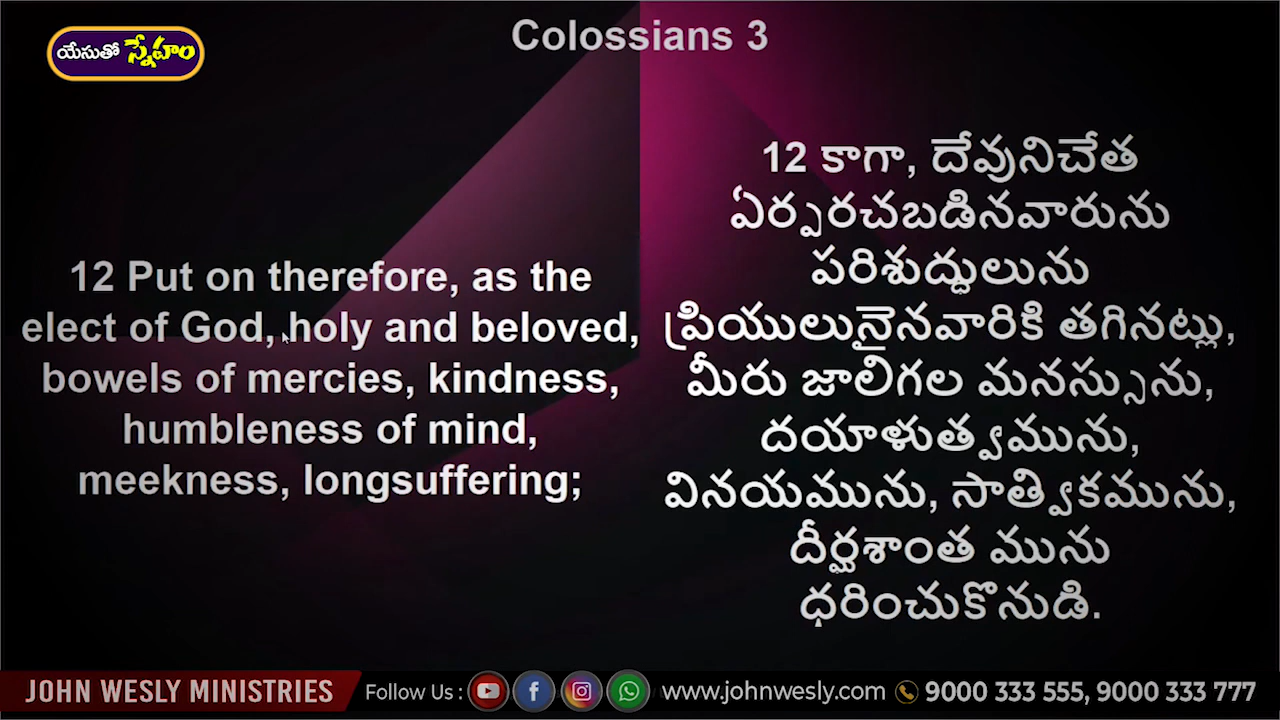 యేసుతో స్నేహం
Colossians 3
12 Put on therefore, as the
elect of God, holy and beloved,
bowels of mercies, kindness,
humbleness of mind,
meekness, longsuffering;
12 కాగా, దేవునిచేత
ఏర్పరచబడినవారును
పరిశుద్ధులును
ప్రియులునైనవారికి తగినట్లు,
మీరు జాలిగల మనస్సును,
దయాళుత్వమును,
వినయమును, సాత్వికమును,
దీర్ఘశాంత మును
ధరించుకొనుడి.
JOHN WESLY MINISTRIES Follow Us : www.johnwesly.com 9000 333 555, 9000 333 777